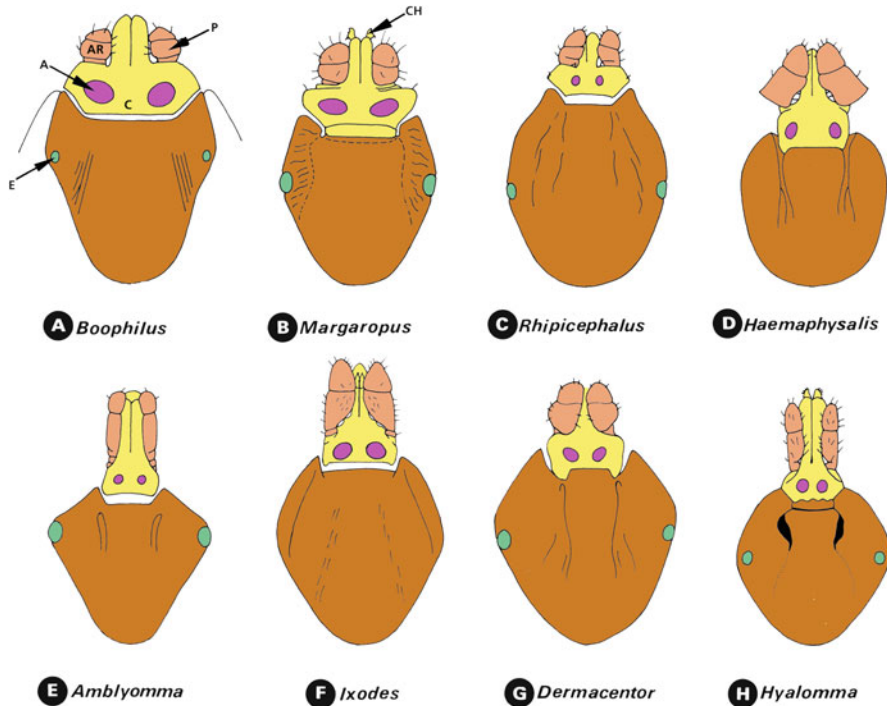 CH
P
AR
A
C
E
A Boophilus
B Margaropus
C Rhipicephalus
D Haemaphysalis
E Amblyomma
F Ixodes
G Dermacentor
H Hyalomma